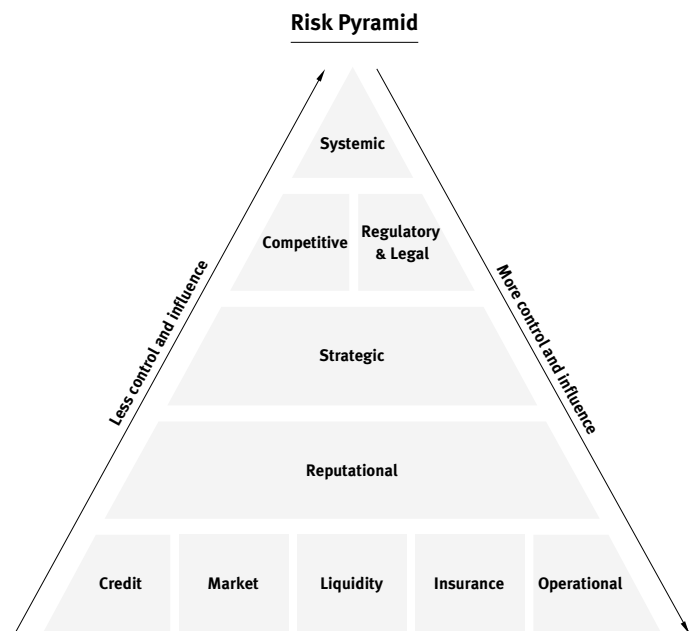 Risk Pyramid
Systemic
Competitive
Regulatory
& Legal
Less control and influence
More control and influence
Strategic
Reputational
Credit
Market
Liquidity
Insurance
Operational